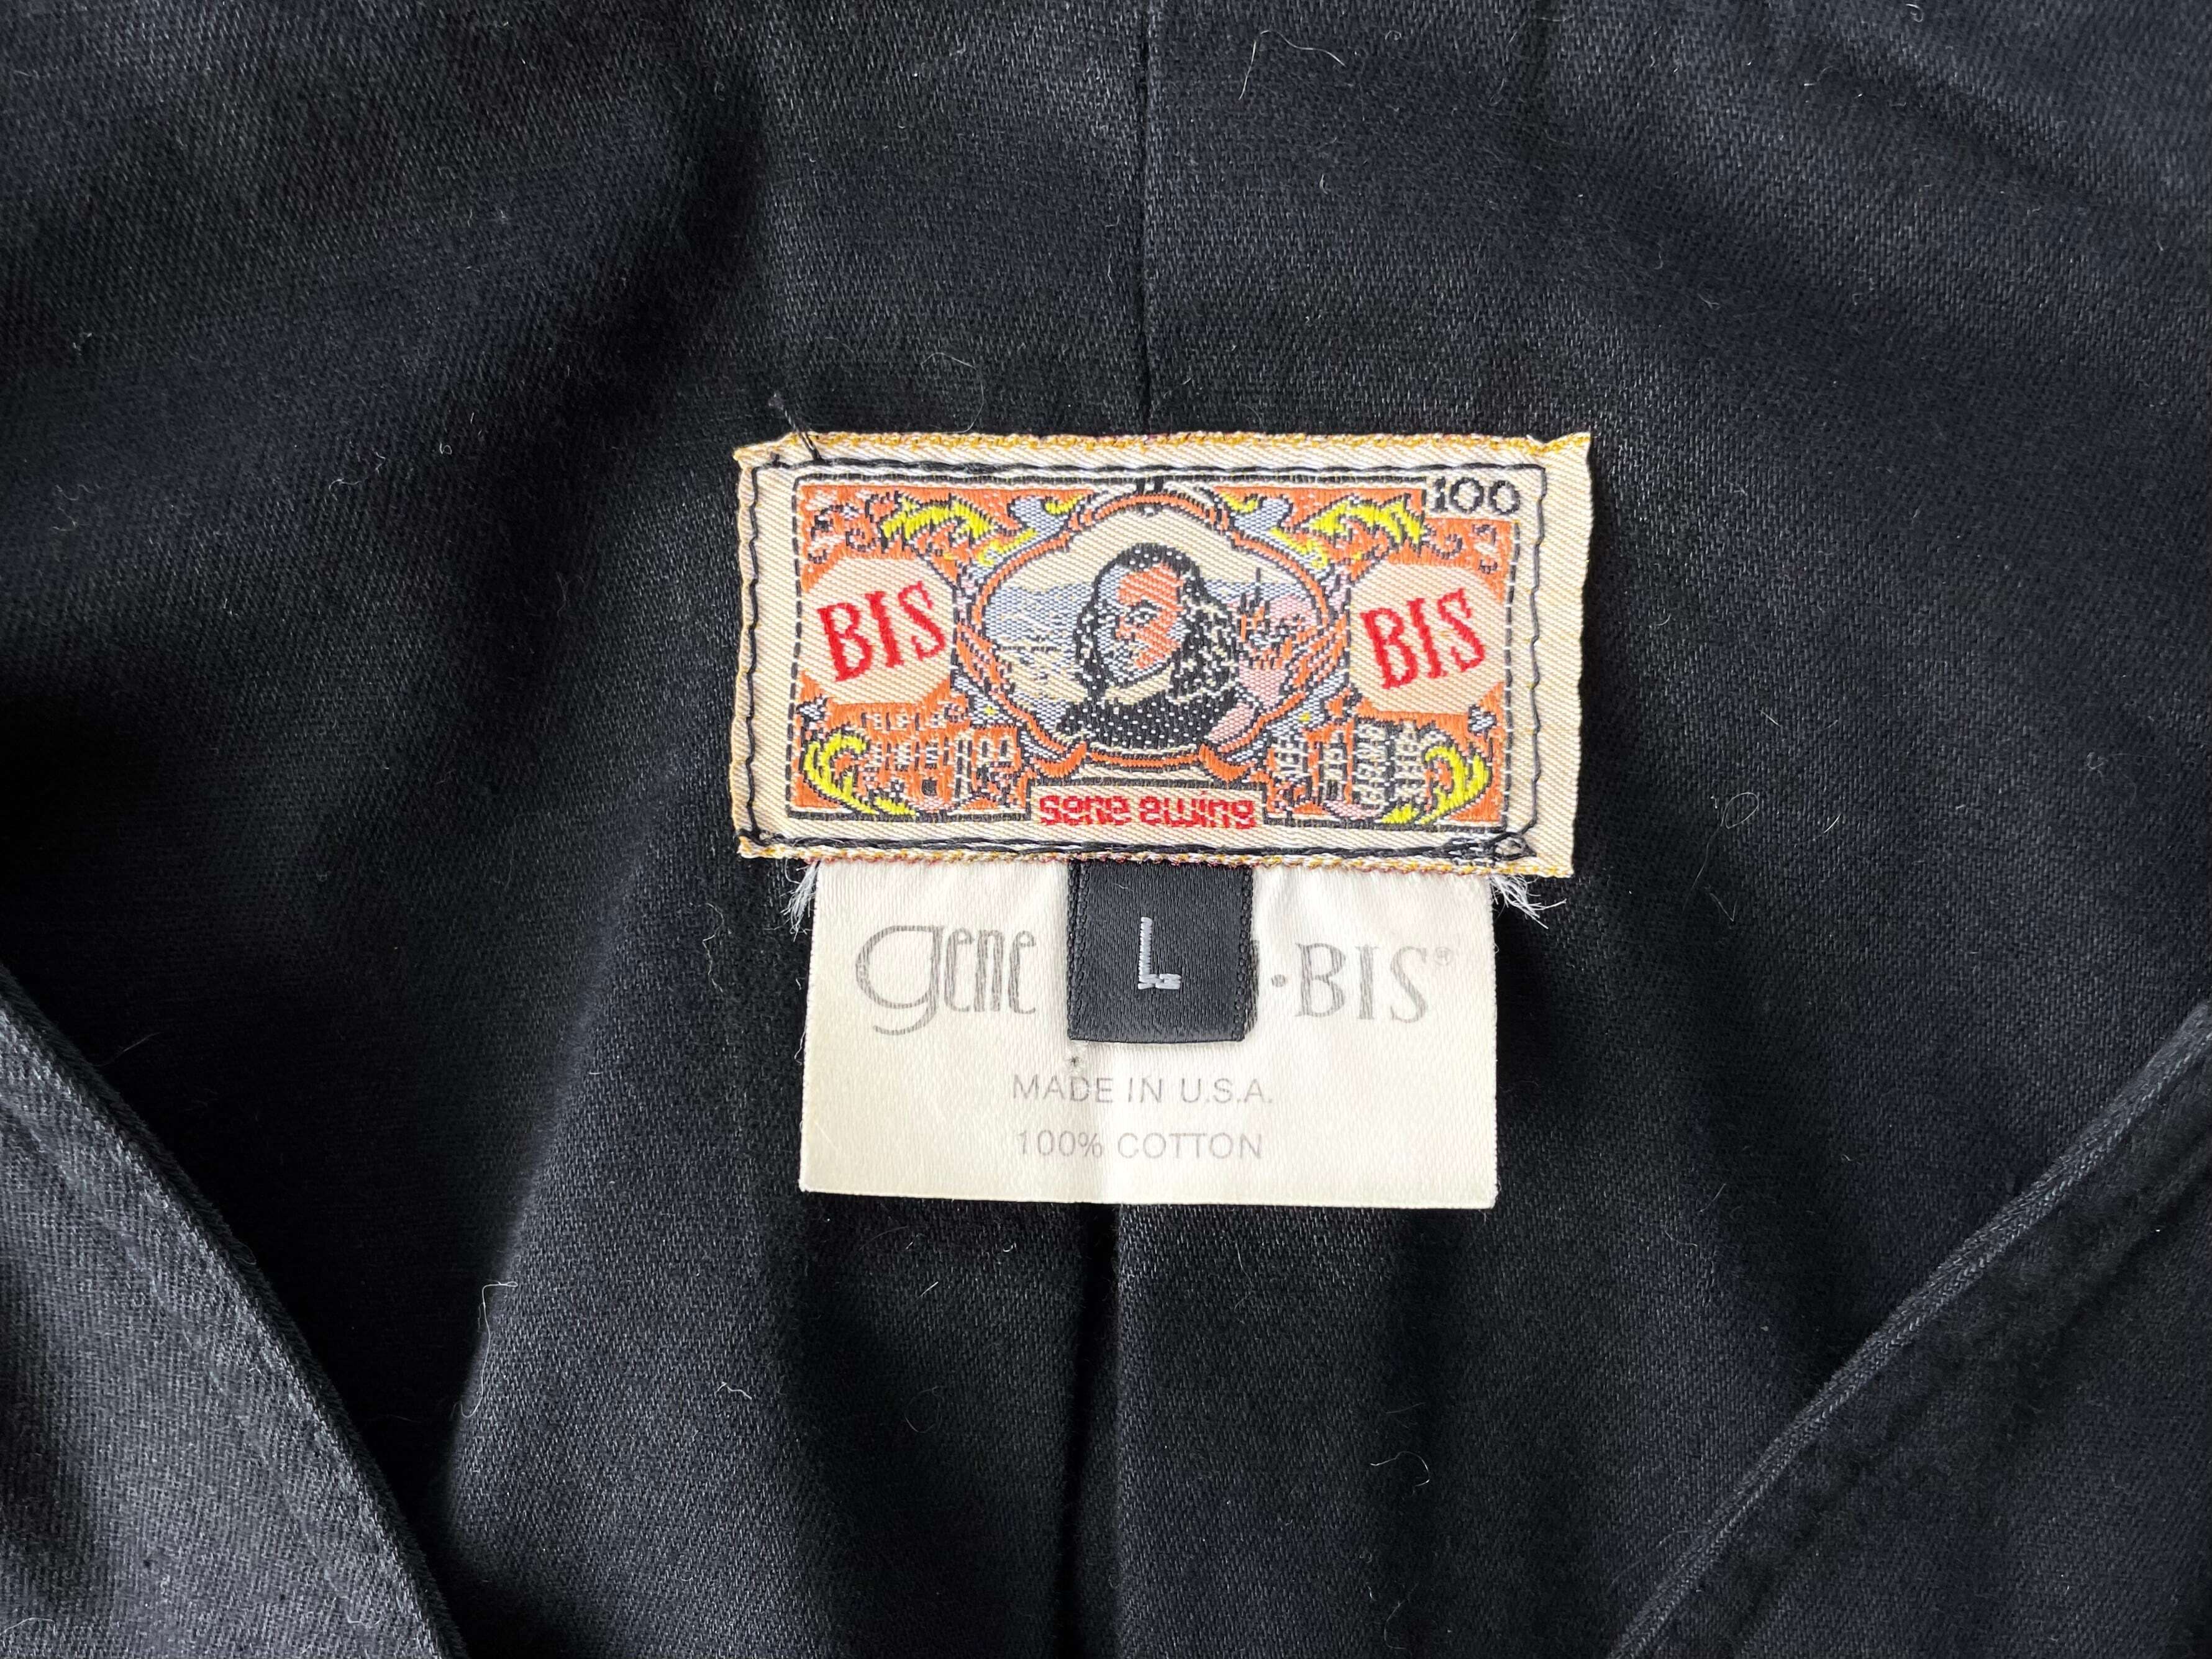 100
BIS BIS
gene ewing
L
gene •BIS®
MADE IN U.S.A.
100% COTTON